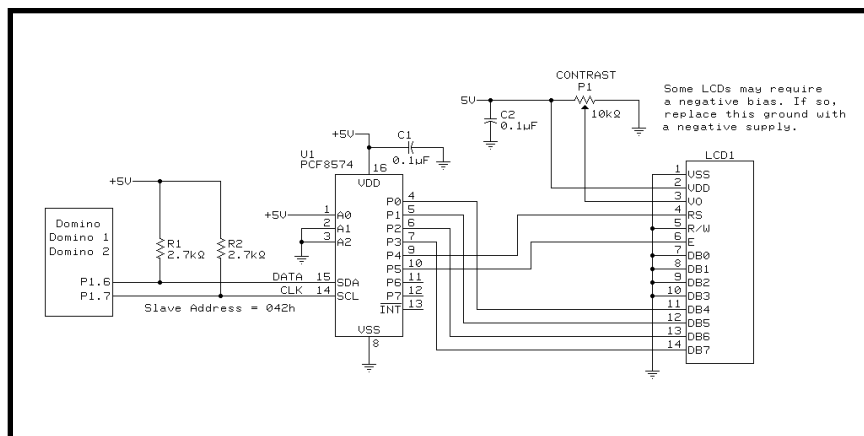 CONTRAST
P1
5V
10kΩ
C2
0.1µF
Some LCDs may require
a negative bias. If so,
replace this ground with
a negative supply.
+5V
C1
0.1µF
U1
PCF8574
16
VDD
+5V
+5V
1 A0
2 A1
3 A2
P0 4
P1 5
P2 6
P3 7
P4 9
P5 10
P6 11
P7 12
INT 13
15 SDA
14 SCL
VSS
8
R1
2.7kΩ
R2
2.7kΩ
Domino
Domino 1
Domino 2
P1.6
P1.7
DATA
CLK
Slave Address = 042h
LCD1
1 VSS
2 VDD
3 VO
4 RS
5 R/W
6 E
7 DB0
8 DB1
9 DB2
10 DB3
11 DB4
12 DB5
13 DB6
14 DB7